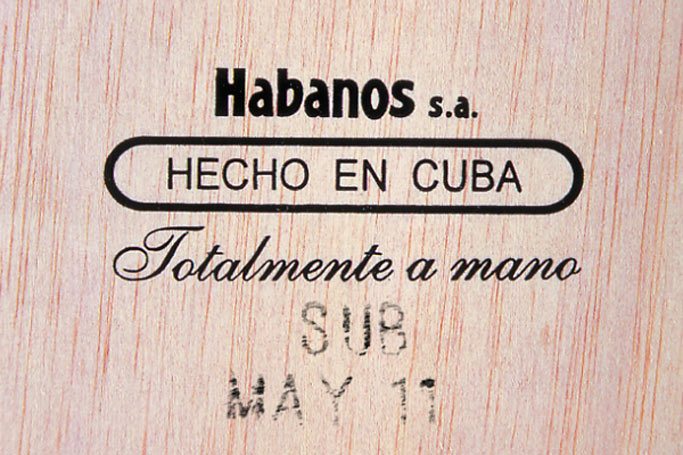 Habanos s.a.
HECHO EN CUBA
Totalmente a mano
SUB
MAY 11